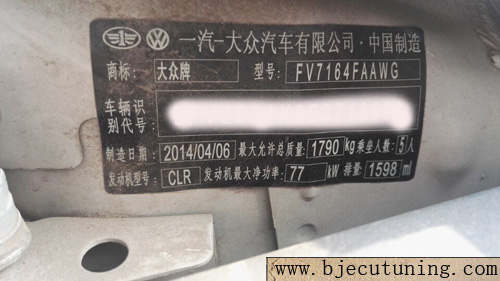 一汽-大众汽车有限公司·中国制造
商标: 大众牌 型号: FV7164FAAWG
车辆识
别代号:
制造日期: 2014/04/06 最大允许总质量: 1790 kg 乘坐人数: 5 人
发动机型号: CLR 发动机最大净功率: 77 kW 排量: 1598 ml
www.bjecutuning.com